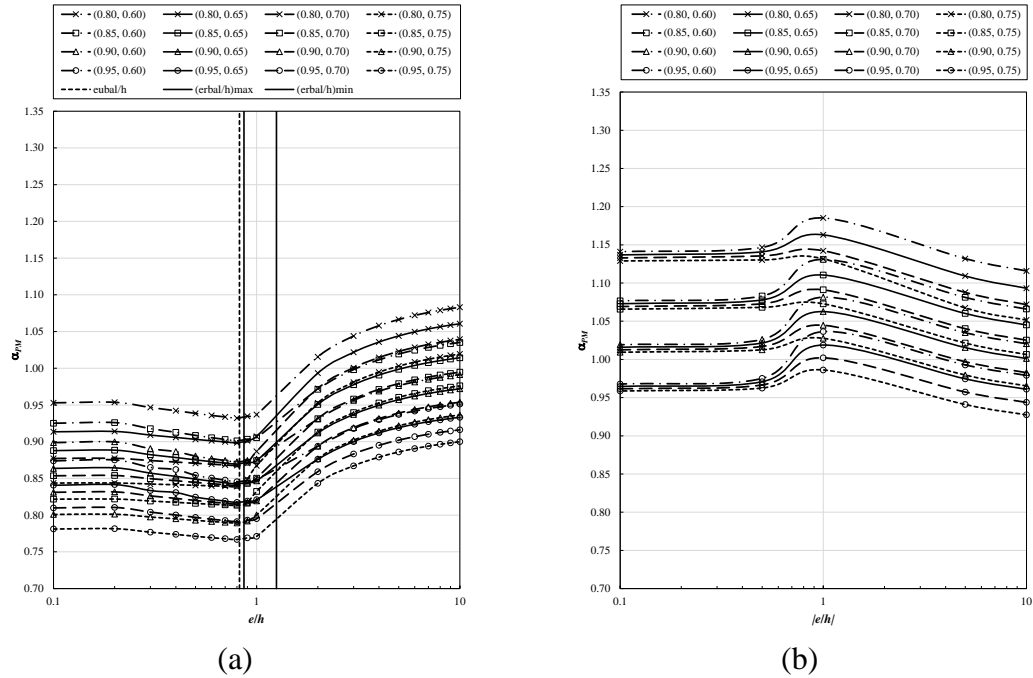 (0.80, 0.60) (0.80, 0.65) (0.80, 0.70) (0.80, 0.75)
(0.85, 0.60) (0.85, 0.65) (0.85, 0.70) (0.85, 0.75)
(0.90, 0.60) (0.90, 0.65) (0.90, 0.70) (0.90, 0.75)
(0.95, 0.60) (0.95, 0.65) (0.95, 0.70) (0.95, 0.75)
eubal/h (erbal/h)max (erbal/h)min
1.35
1.30
1.25
1.20
1.15
1.10
1.05
1.00
0.95
0.90
0.85
0.80
0.75
0.70
α_PM
0.1 1 10
e/h
(a)
(0.80, 0.60) (0.80, 0.65) (0.80, 0.70) (0.80, 0.75)
(0.85, 0.60) (0.85, 0.65) (0.85, 0.70) (0.85, 0.75)
(0.90, 0.60) (0.90, 0.65) (0.90, 0.70) (0.90, 0.75)
(0.95, 0.60) (0.95, 0.65) (0.95, 0.70) (0.95, 0.75)
1.35
1.30
1.25
1.20
1.15
1.10
1.05
1.00
0.95
0.90
0.85
0.80
0.75
0.70
α_PM
0.1 1 10
|e/h|
(b)